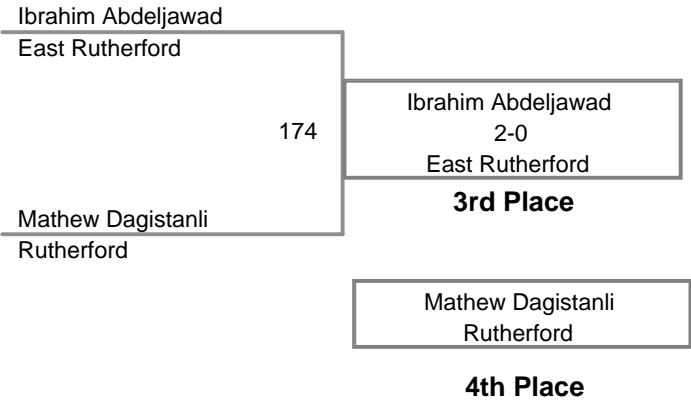 Ibrahim Abdeljawad
East Rutherford
174
Ibrahim Abdeljawad
2-0
East Rutherford
3rd Place
Mathew Dagistanli
Rutherford
Mathew Dagistanli
Rutherford
4th Place